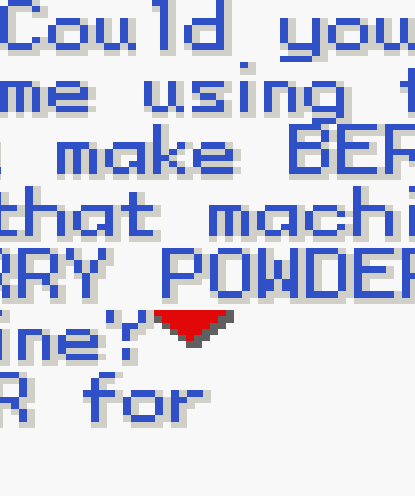 Could you
me using
make BER
that machi
RRY POWDER
ine?
R for